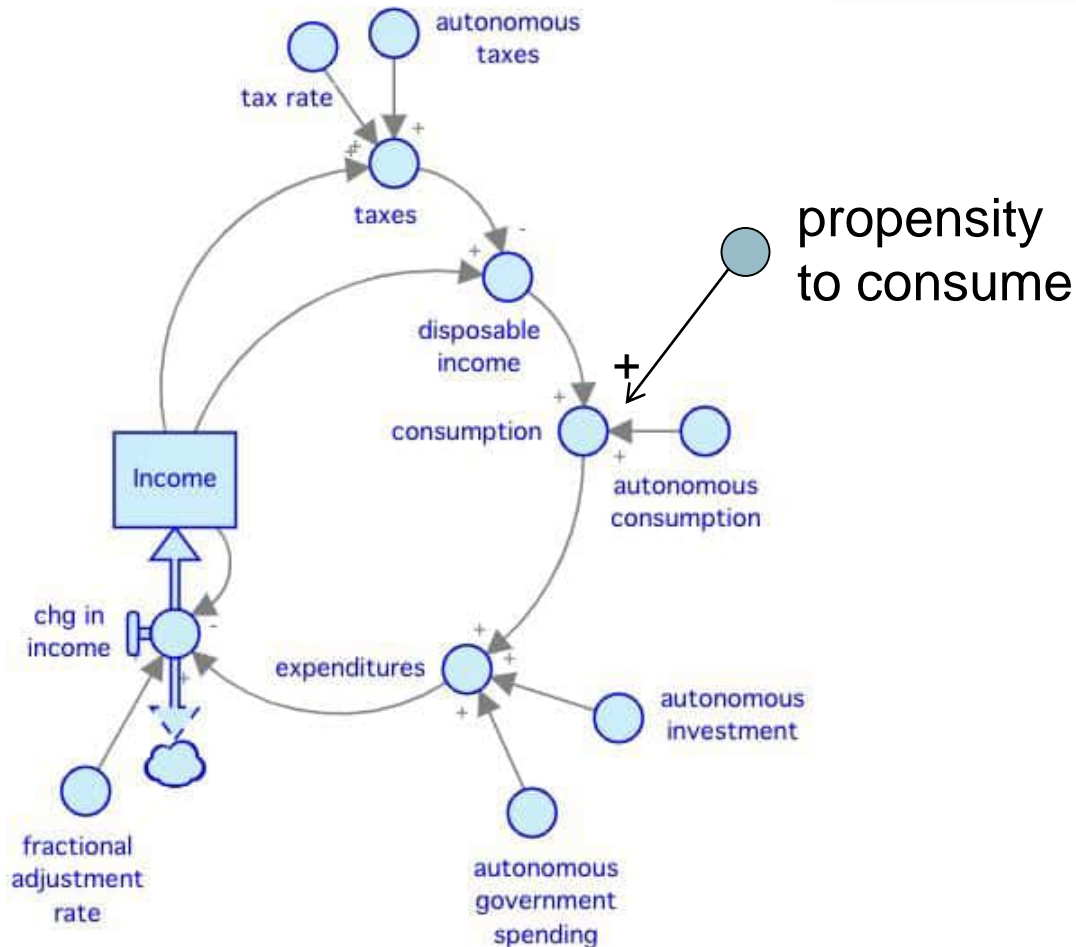 autonomous
taxes
tax rate
+
+
+
taxes
-
+
propensity
to consume
disposable
income
+
+
consumption
+
autonomous
consumption
Income
chg in
income
-
+
expenditures
+
+
+
autonomous
investment
fractional
adjustment
rate
autonomous
government
spending